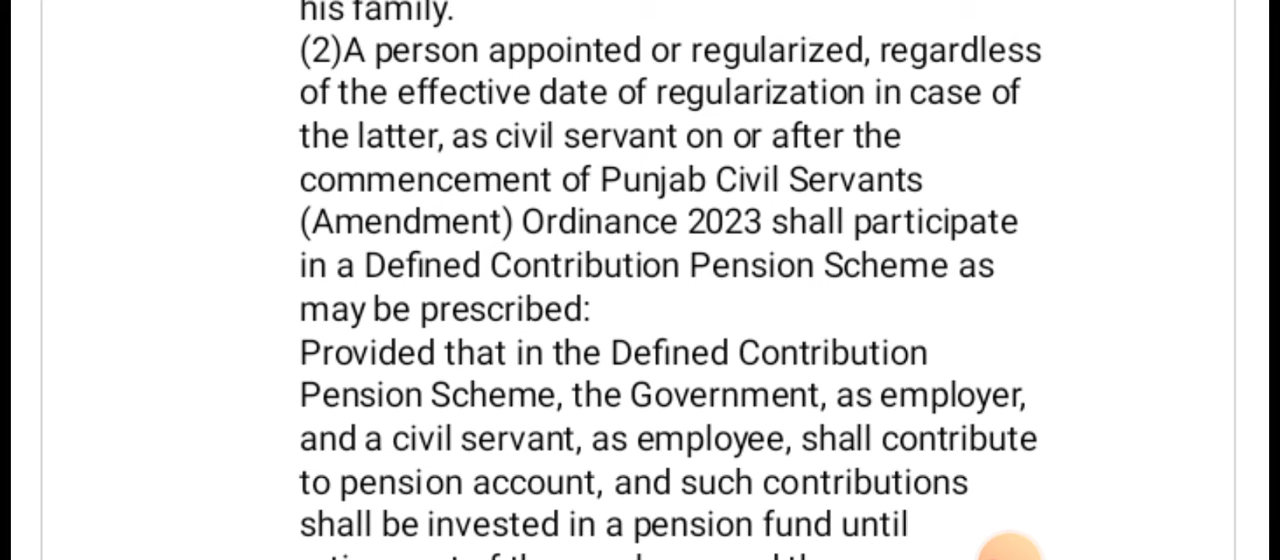 his family.
(2)A person appointed or regularized, regardless
of the effective date of regularization in case of
the latter, as civil servant on or after the
commencement of Punjab Civil Servants
(Amendment) Ordinance 2023 shall participate
in a Defined Contribution Pension Scheme as
may be prescribed:
Provided that in the Defined Contribution
Pension Scheme, the Government, as employer,
and a civil servant, as employee, shall contribute
to pension account, and such contributions
shall be invested in a pension fund until